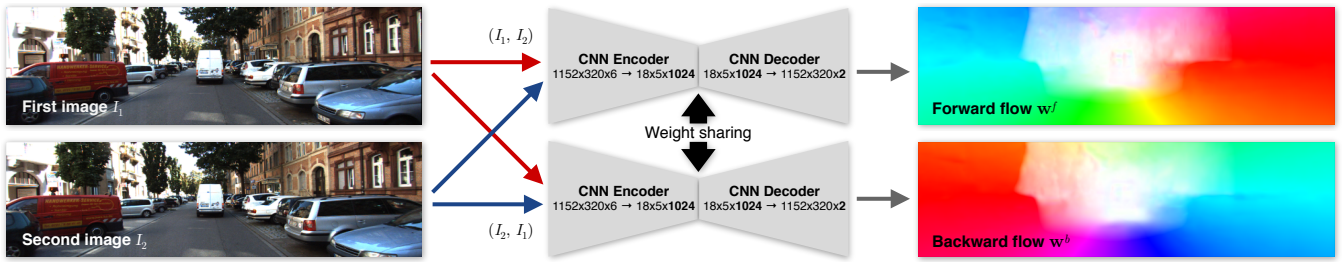 First image I₁
(I₁, I₂)
CNN Encoder
1152x320x6 → 18x5x1024
CNN Decoder
18x5x1024 → 1152x320x2
Forward flow wᶠ
Weight sharing
Second image I₂
(I₂, I₁)
CNN Encoder
1152x320x6 → 18x5x1024
CNN Decoder
18x5x1024 → 1152x320x2
Backward flow wᵇ